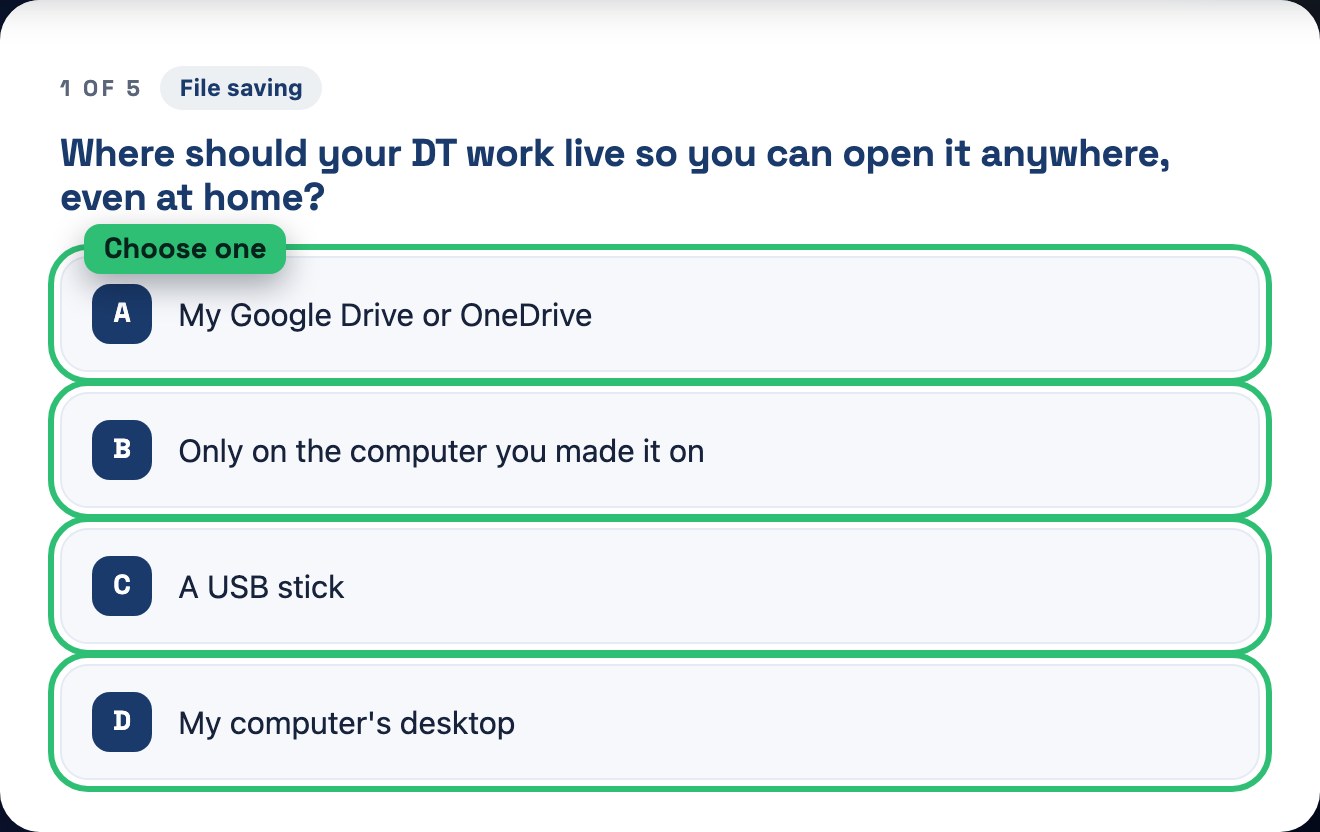 1 OF 5 File saving
Where should your DT work live so you can open it anywhere,
even at home?
Choose one
A My Google Drive or OneDrive
B Only on the computer you made it on
C A USB stick
D My computer's desktop